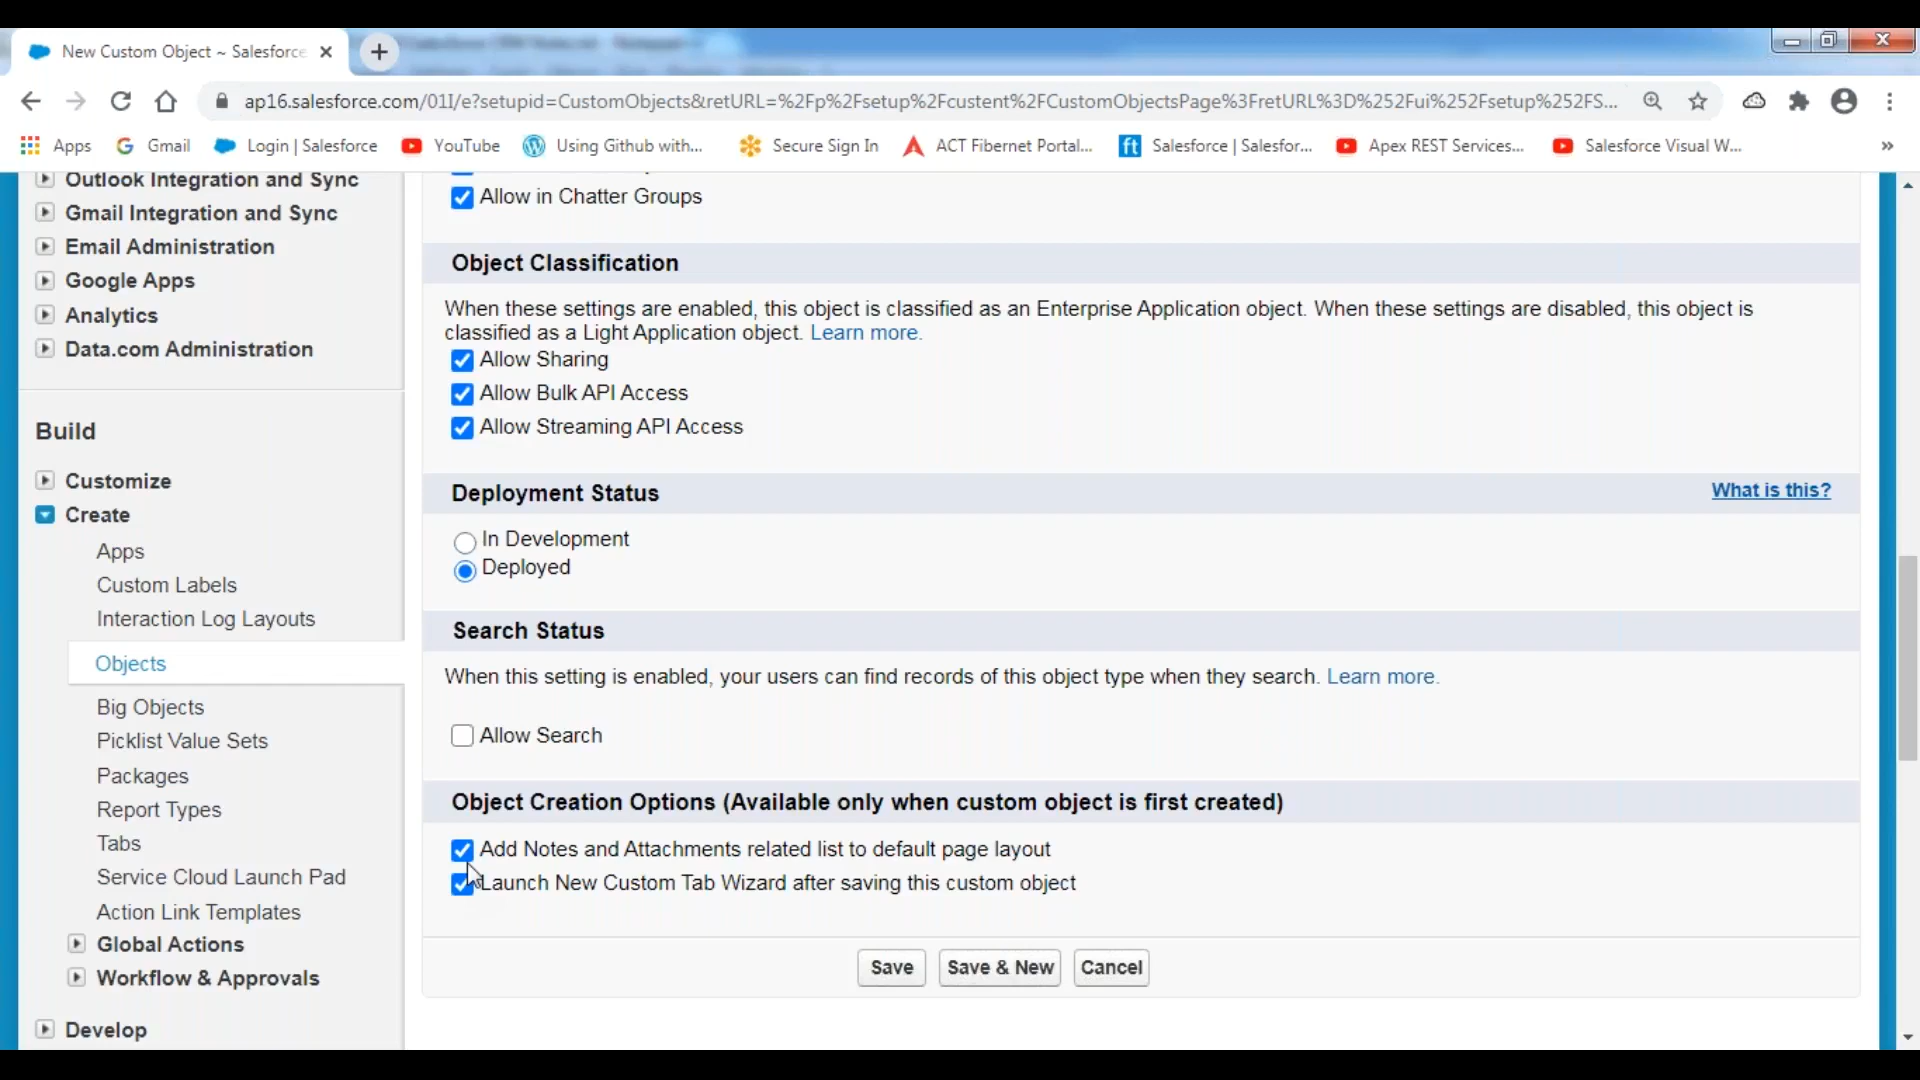 New Custom Object ~ Salesforce
ap16.salesforce.com/01I/e?setupid=CustomObjects&retURL=%2Fp%2Fsetup%2Fcustent%2FCustomObjectsPage%3FretURL%3D%252Fui%252Fsetup%252FS...
Apps Gmail Login | Salesforce YouTube Using Github with... Secure Sign In ACT Fibernet Portal... ft Salesforce | Salesfor... Apex REST Services... Salesforce Visual W... »
Outlook Integration and Sync
Gmail Integration and Sync
Email Administration
Google Apps
Analytics
Data.com Administration
Build
Customize
Create
Apps
Custom Labels
Interaction Log Layouts
Objects
Big Objects
Picklist Value Sets
Packages
Report Types
Tabs
Service Cloud Launch Pad
Action Link Templates
Global Actions
Workflow & Approvals
Develop
Allow in Chatter Groups
Object Classification
When these settings are enabled, this object is classified as an Enterprise Application object. When these settings are disabled, this object is
classified as a Light Application object. Learn more.
Allow Sharing
Allow Bulk API Access
Allow Streaming API Access
Deployment Status What is this?
In Development
Deployed
Search Status
When this setting is enabled, your users can find records of this object type when they search. Learn more.
Allow Search
Object Creation Options (Available only when custom object is first created)
Add Notes and Attachments related list to default page layout
Launch New Custom Tab Wizard after saving this custom object
Save Save & New Cancel